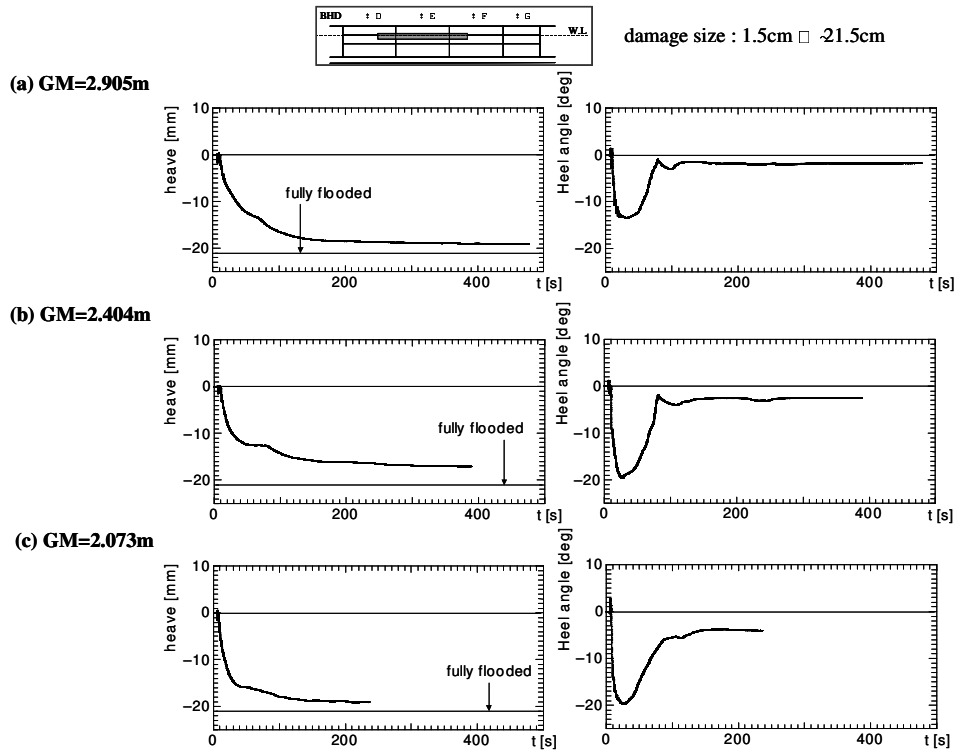 BHD ‡ D ‡ E ‡ F ‡ G
W.L
damage size : 1.5cm □ ~21.5cm
(a) GM=2.905m
heave [mm]
10
0
−10
−20
fully flooded
0 200 400 t [s]
Heel angle [deg]
10
0
−10
−20
0 200 400 t [s]
(b) GM=2.404m
heave [mm]
10
0
−10
−20
fully flooded
0 200 400 t [s]
Heel angle [deg]
10
0
−10
−20
0 200 400 t [s]
(c) GM=2.073m
heave [mm]
10
0
−10
−20
fully flooded
0 200 400 t [s]
Heel angle [deg]
10
0
−10
−20
0 200 400 t [s]